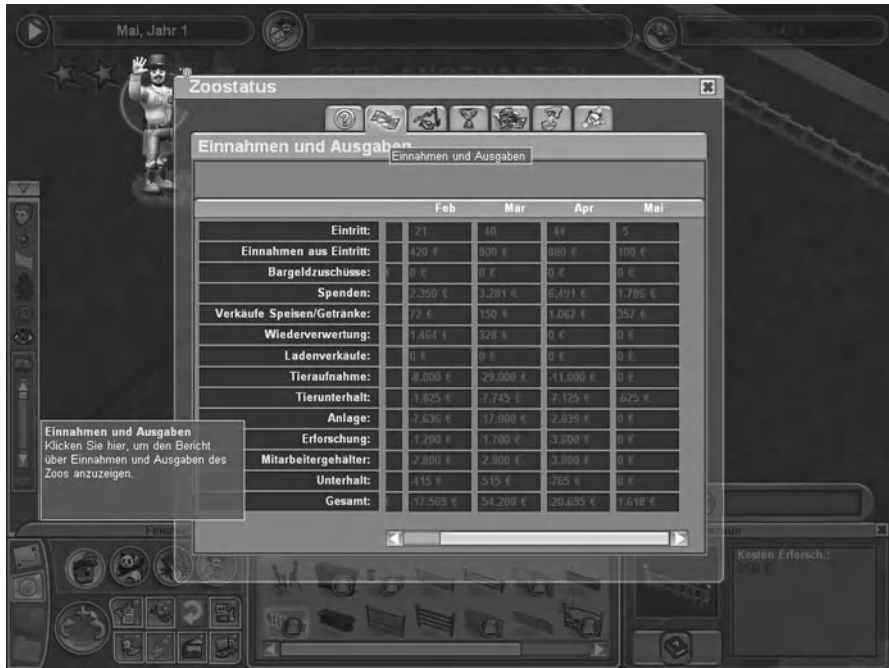 Mai, Jahr 1
Zoostatus
Einnahmen und Ausgaben
Einnahmen und Ausgaben
Feb Mär Apr Mai
Eintritt: 21 40 44 5
Einnahmen aus Eintritt: 420 € 800 € 880 € 100 €
Bargeldzuschüsse: 0 € 0 € 0 € 0 €
Spenden: 2.350 € 3.281 € 6.491 € 1.786 €
Verkäufe Speisen/Getränke: 72 € 150 € 1.062 € 357 €
Wiederverwertung: 1.464 € 328 € 0 € 0 €
Ladenverkäufe: 0 € 0 € 0 € 0 €
Tieraufnahme: -8.000 € -29.000 € -11.000 € 0 €
Tierunterhalt: -1.825 € -7.745 € -7.125 € -625 €
Anlage: -7.636 € -17.000 € -2.839 € 0 €
Erforschung: -1.200 € -1.700 € -3.600 € 0 €
Mitarbeitergehälter: -2.800 € -2.800 € -3.800 € 0 €
Unterhalt: -415 € -515 € -765 € 0 €
Gesamt: -17.569 € -54.200 € -20.695 € 1.618 €
Einnahmen und Ausgaben
Klicken Sie hier, um den Bericht
über Einnahmen und Ausgaben des
Zoos anzuzeigen.
Kosten Erforsch.: